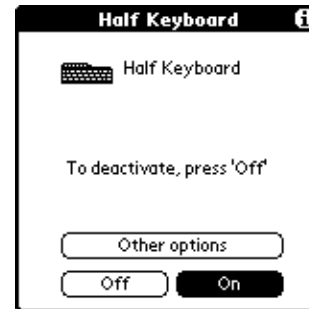 Half Keyboard i
Half Keyboard
To deactivate, press 'Off'
Other options
Off On